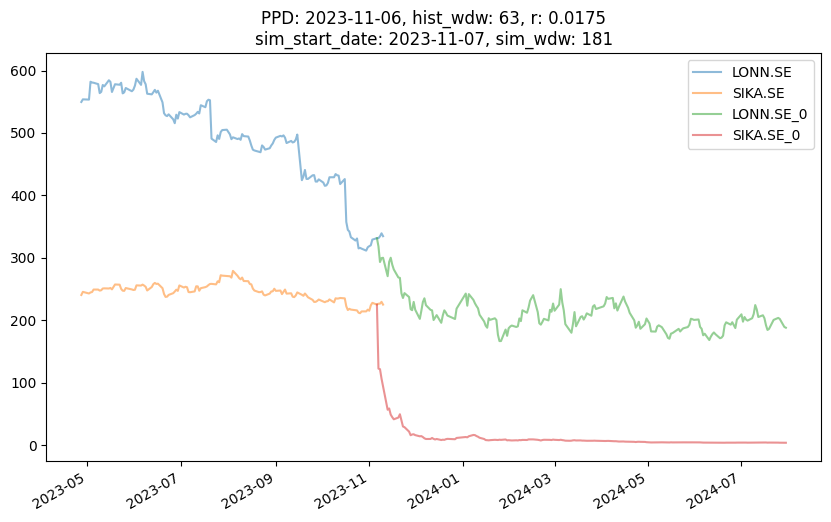 PPD: 2023-11-06, hist_wdw: 63, r: 0.0175
sim_start_date: 2023-11-07, sim_wdw: 181
LONN.SE
SIKA.SE
LONN.SE_0
SIKA.SE_0
600
500
400
300
200
100
0
2023-05
2023-07
2023-09
2023-11
2024-01
2024-03
2024-05
2024-07